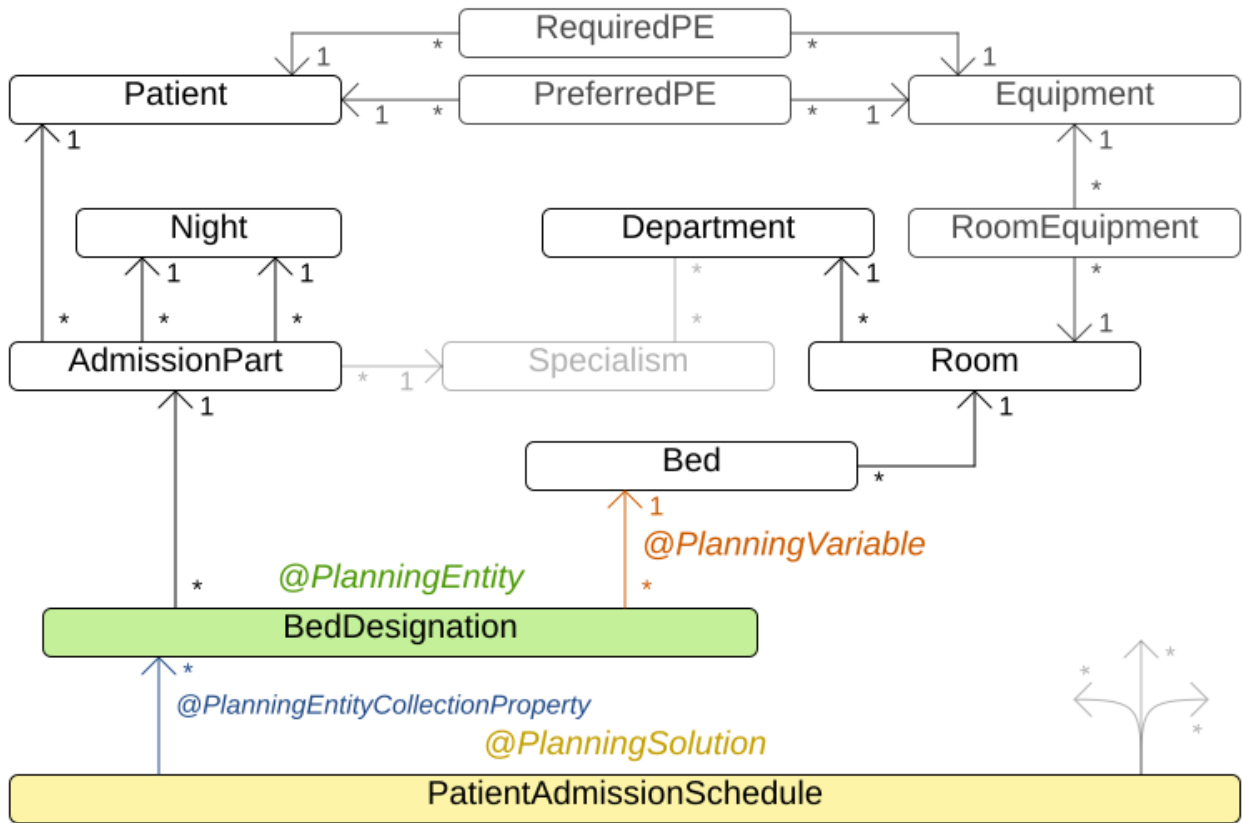 RequiredPE
* *
1 1
Patient PreferredPE Equipment
1 * * 1
1 1
*
Night Department RoomEquipment
1 1 * 1 *
* * * * * 1
AdmissionPart Specialism Room
* 1
1 1
Bed
*
1
@PlanningVariable
@PlanningEntity
* *
BedDesignation
* * *
@PlanningEntityCollectionProperty
*
@PlanningSolution
PatientAdmissionSchedule